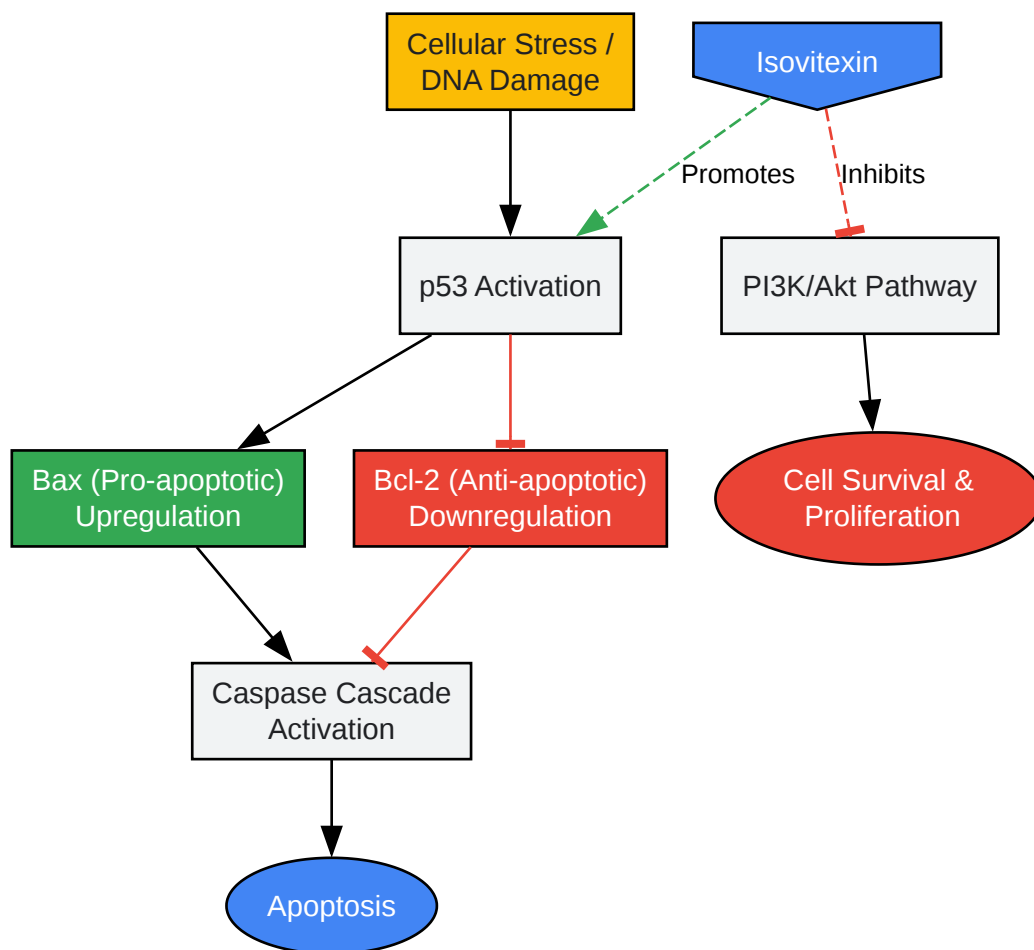 Cellular Stress /
DNA Damage
Isovitexin
Promotes
Inhibits
p53 Activation
PI3K/Akt Pathway
Bax (Pro-apoptotic)
Upregulation
Bcl-2 (Anti-apoptotic)
Downregulation
Cell Survival &
Proliferation
Caspase Cascade
Activation
Apoptosis